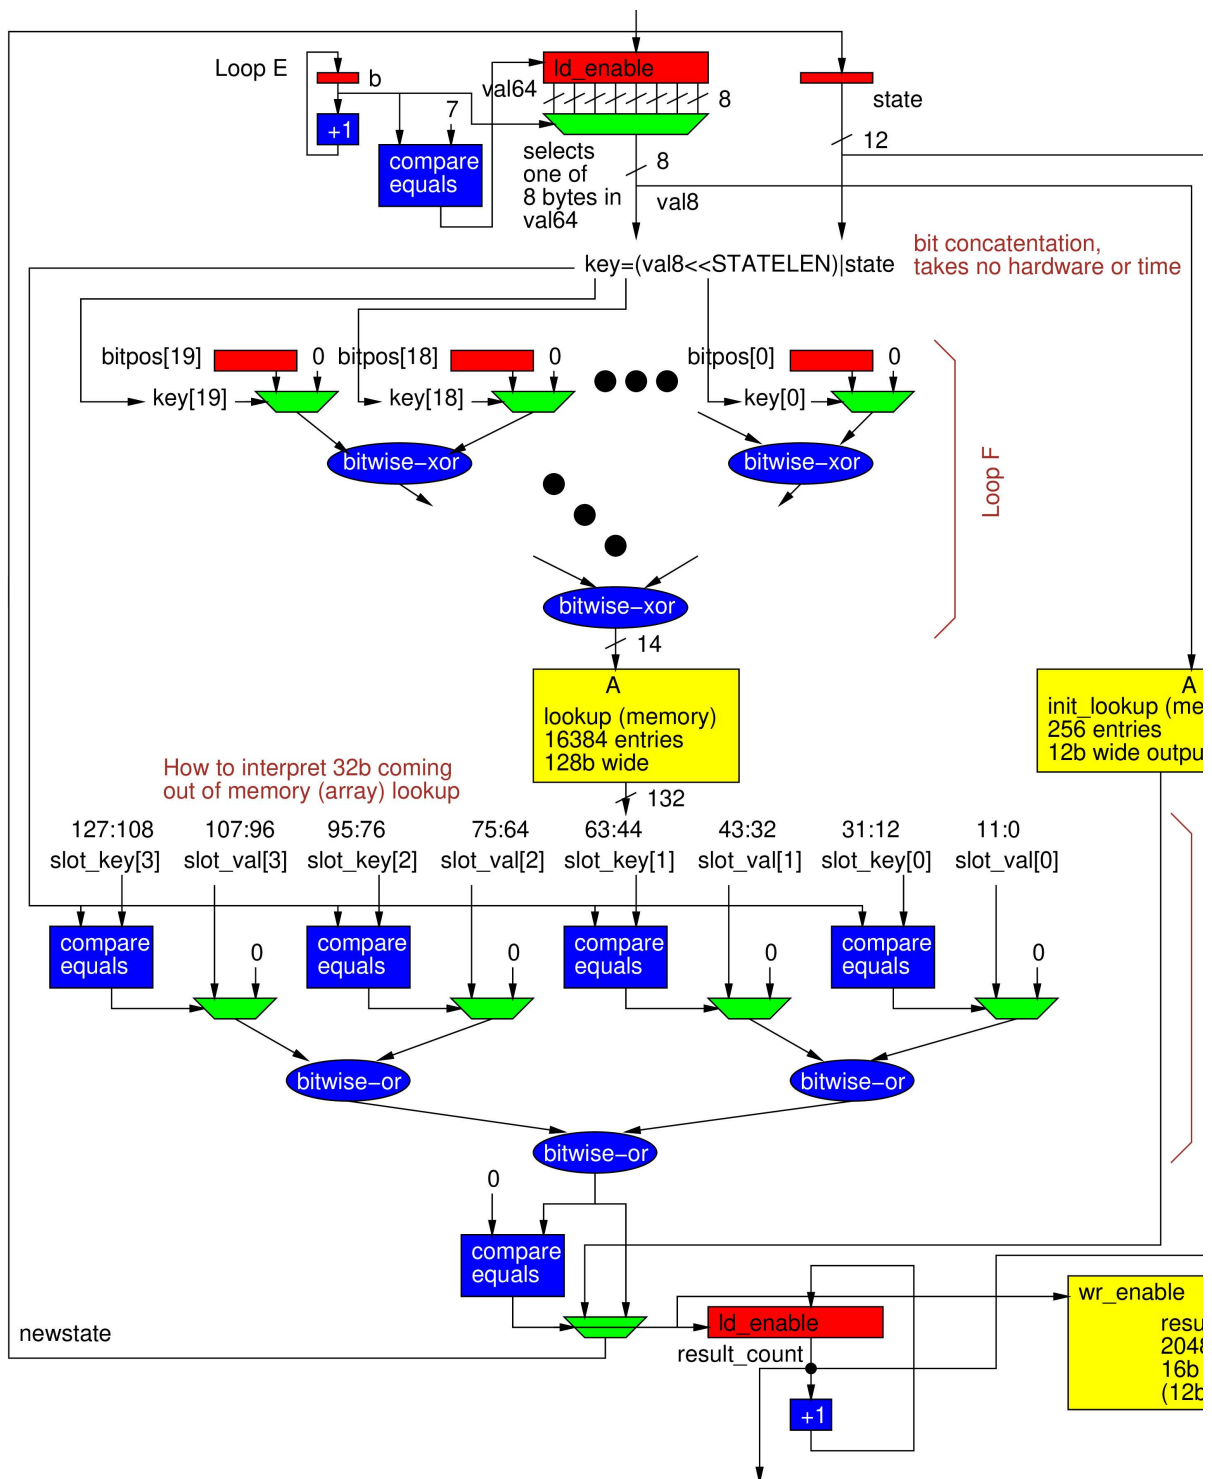 Loop E
b
ld_enable
val64
8
7
+1
compare
equals
state
12
selects
one of
8 bytes in
val64
8
val8
key=(val8<<STATELEN)|state
bit concatentation,
takes no hardware or time
bitpos[19]
0
bitpos[18]
0
bitpos[0]
0
key[19]
key[18]
key[0]
bitwise-xor
bitwise-xor
Loop F
bitwise-xor
14
A
lookup (memory)
16384 entries
128b wide
A
init_lookup (me
256 entries
12b wide outpu
How to interpret 32b coming
out of memory (array) lookup
132
127:108
107:96
95:76
75:64
63:44
43:32
31:12
11:0
slot_key[3]
slot_val[3]
slot_key[2]
slot_val[2]
slot_key[1]
slot_val[1]
slot_key[0]
slot_val[0]
compare
equals
0
compare
equals
0
compare
equals
0
compare
equals
0
bitwise-or
bitwise-or
bitwise-or
0
compare
equals
newstate
ld_enable
result_count
+1
wr_enable
resu
2048
16b
(12b